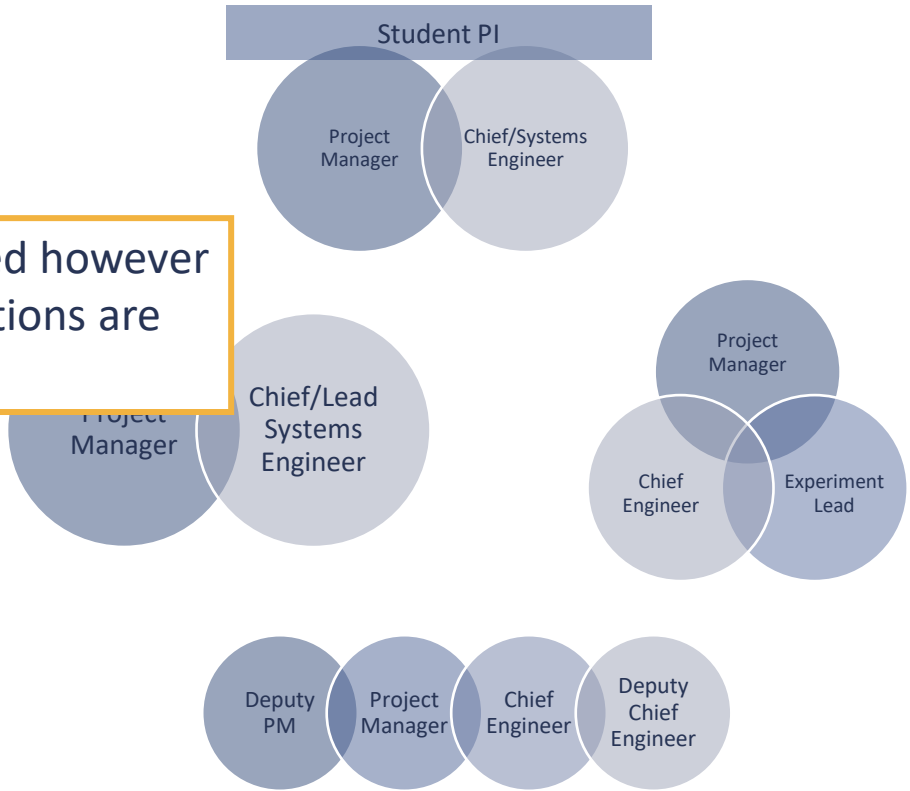 Student PI
Project
Manager
Chief/Systems
Engineer
ed however
tions are
Project
Manager
Chief/Lead
Systems
Engineer
Project
Manager
Chief
Engineer
Experiment
Lead
Deputy
PM
Project
Manager
Chief
Engineer
Deputy
Chief
Engineer